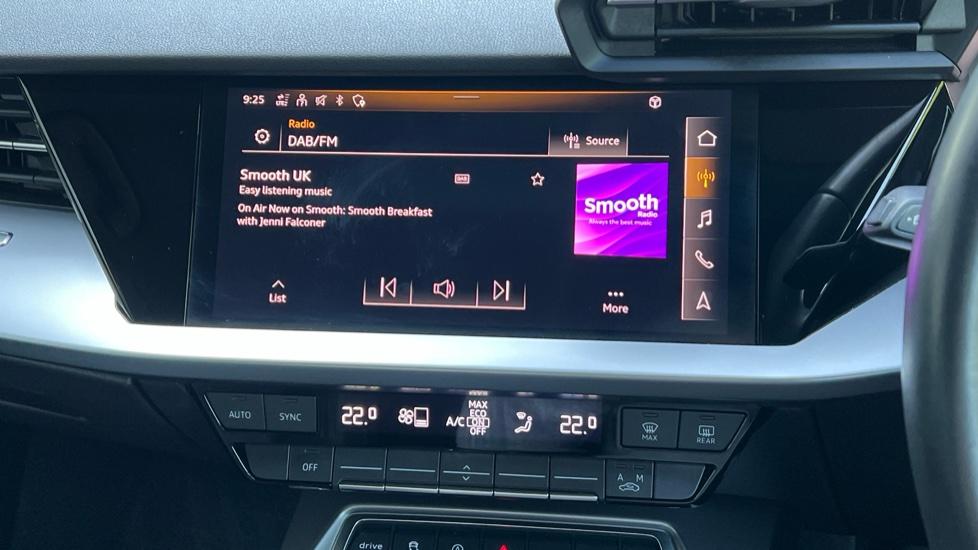 9:25
Radio
DAB/FM
Source
Smooth UK
DAB
Easy listening music
On Air Now on Smooth: Smooth Breakfast
with Jenni Falconer
Smooth
Radio
Always the best music
List
More
AUTO
SYNC
22.0
A/C
MAX
ECO
ON
OFF
22.0
MAX
REAR
OFF
A M
drive